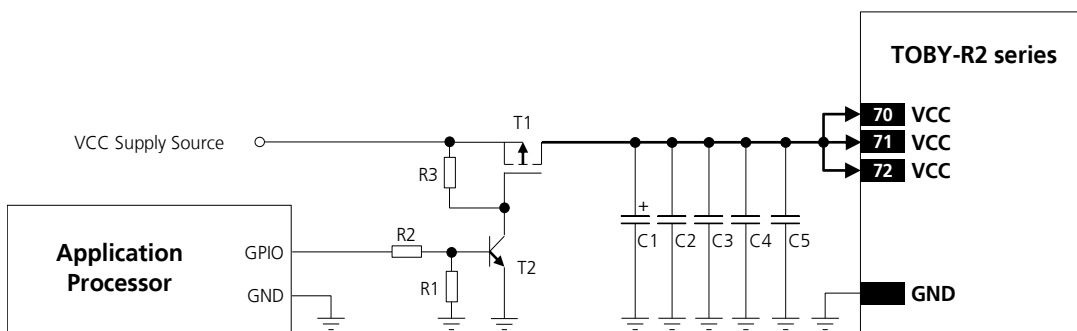 TOBY-R2 series
70 VCC
71 VCC
72 VCC
GND
VCC Supply Source
T1
R3
R2
R1
T2
+
C1 C2 C3 C4 C5
Application
Processor
GPIO
GND